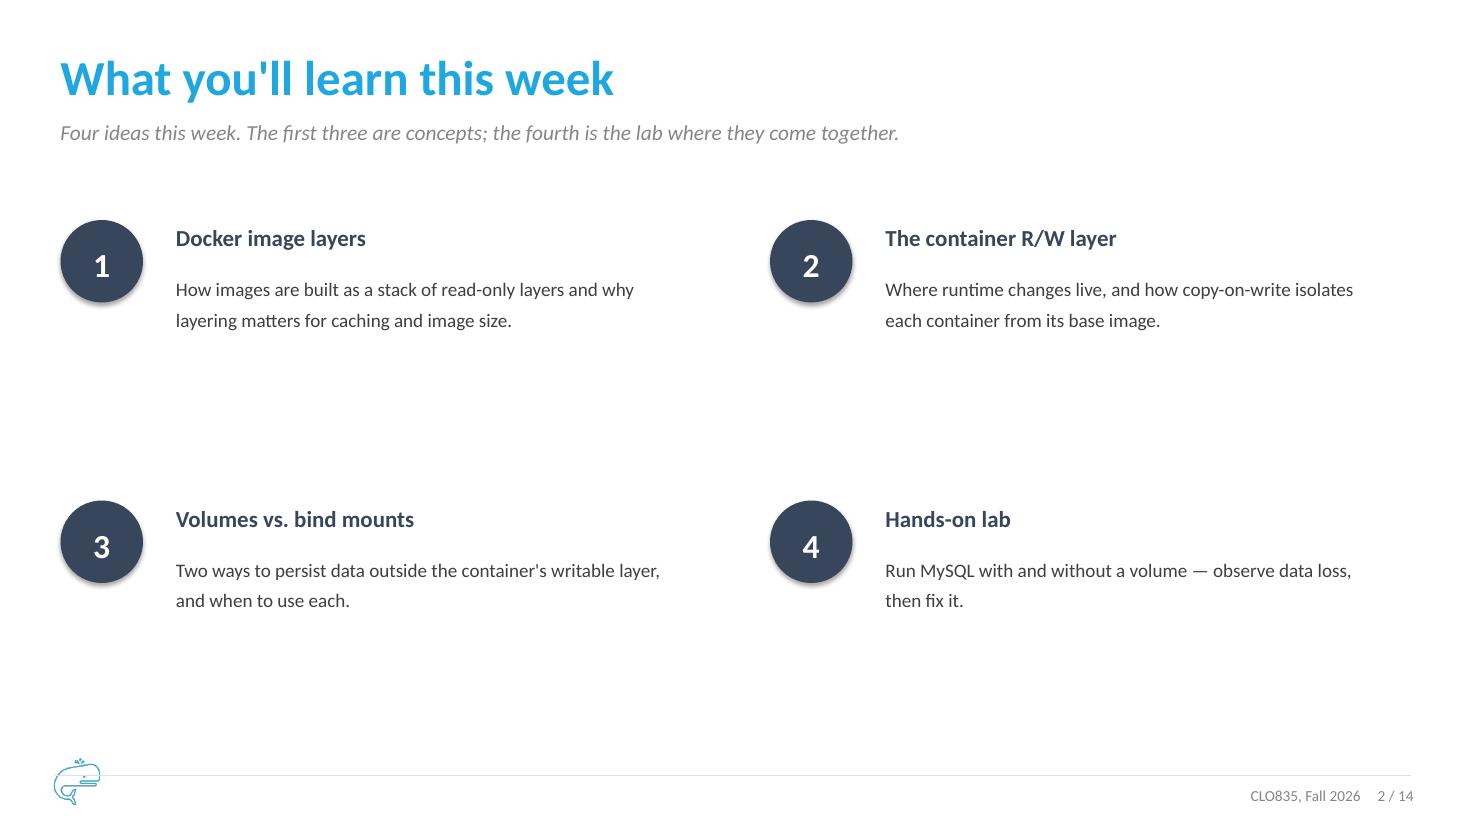 What you'll learn this week
Four ideas this week. The first three are concepts; the fourth is the lab where they come together.
1
Docker image layers
How images are built as a stack of read-only layers and why
layering matters for caching and image size.
2
The container R/W layer
Where runtime changes live, and how copy-on-write isolates
each container from its base image.
3
Volumes vs. bind mounts
Two ways to persist data outside the container's writable layer,
and when to use each.
4
Hands-on lab
Run MySQL with and without a volume — observe data loss,
then fix it.
CLO835, Fall 2026 2 / 14